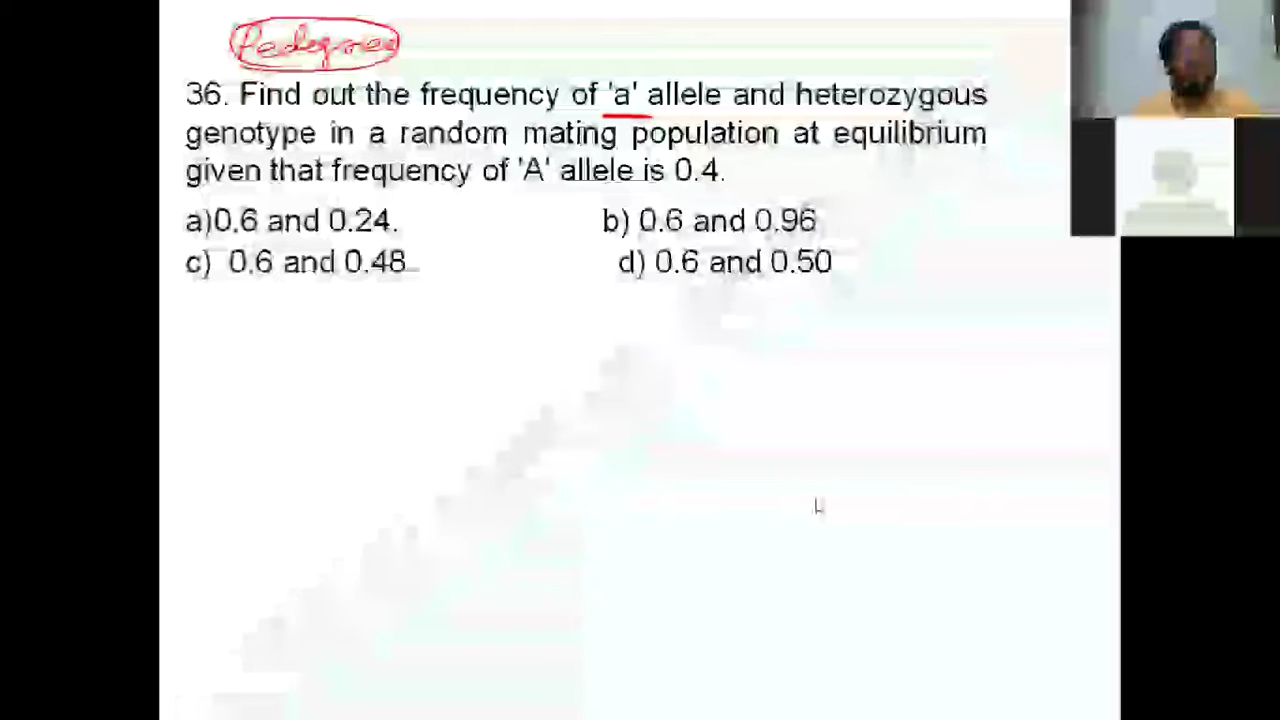 Pedegree
36. Find out the frequency of 'a' allele and heterozygous
genotype in a random mating population at equilibrium
given that frequency of 'A' allele is 0.4.
a)0.6 and 0.24. b) 0.6 and 0.96
c) 0.6 and 0.48 d) 0.6 and 0.50